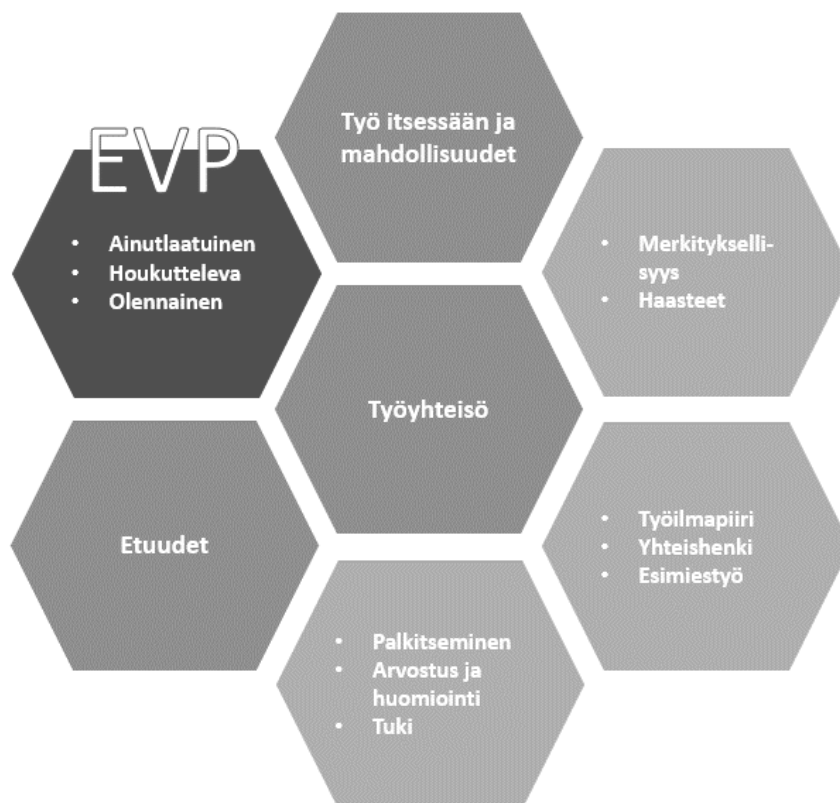 EVP
• Ainutlaatuinen
• Houkutteleva
• Olennainen
Työ itsessään ja
mahdollisuudet
• Merkitykselli-
syys
• Haasteet
Työyhteisö
Etuudet
• Työilmapiiri
• Yhteishenki
• Esimiestyö
• Palkitseminen
• Arvostus ja
huomiointi
• Tuki